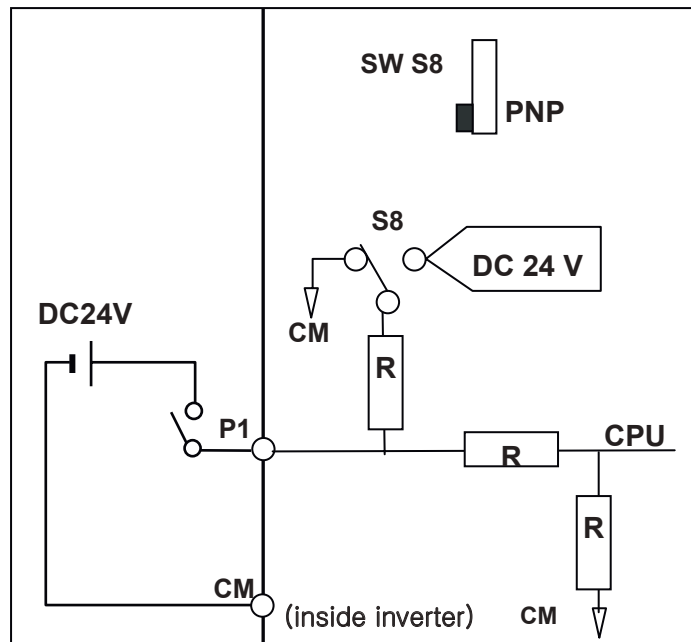 SW S8
PNP
S8
DC 24 V
CM
DC24V
R
P1
R
CPU
R
CM
(inside inverter)
CM